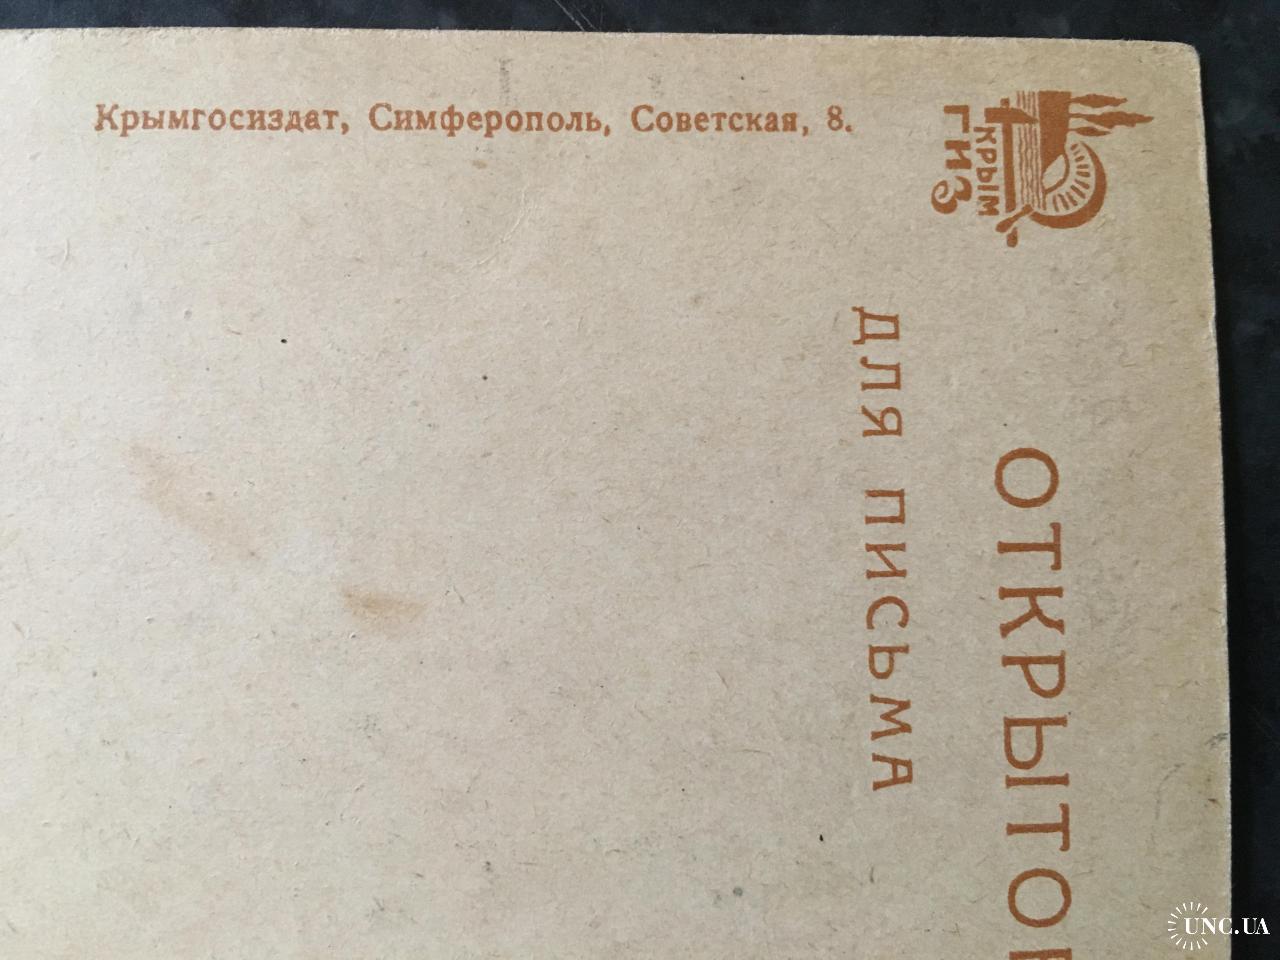 Крымгосиздат, Симферополь, Советская, 8.
КРЫМ
ГИЗ
ОТКРЫТО
ДЛЯ ПИСЬМА
UNC.UA